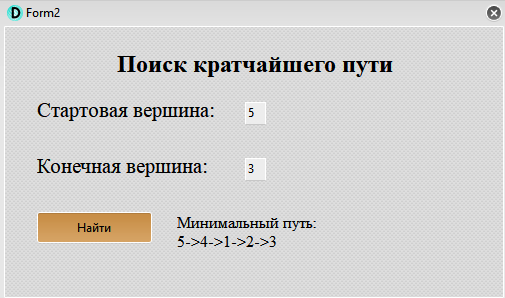 D Form2
Поиск кратчайшего пути
Стартовая вершина: 5
Конечная вершина: 3
Найти
Минимальный путь:
5->4->1->2->3